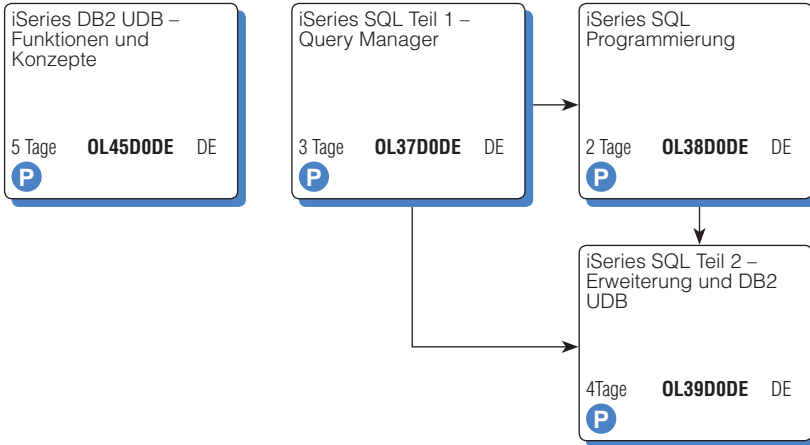 iSeries DB2 UDB –
Funktionen und
Konzepte
5 Tage OL45D0DE DE
P
iSeries SQL Teil 1 –
Query Manager
3 Tage OL37D0DE DE
P
iSeries SQL
Programmierung
2 Tage OL38D0DE DE
P
iSeries SQL Teil 2 –
Erweiterung und DB2
UDB
4Tage OL39D0DE DE
P